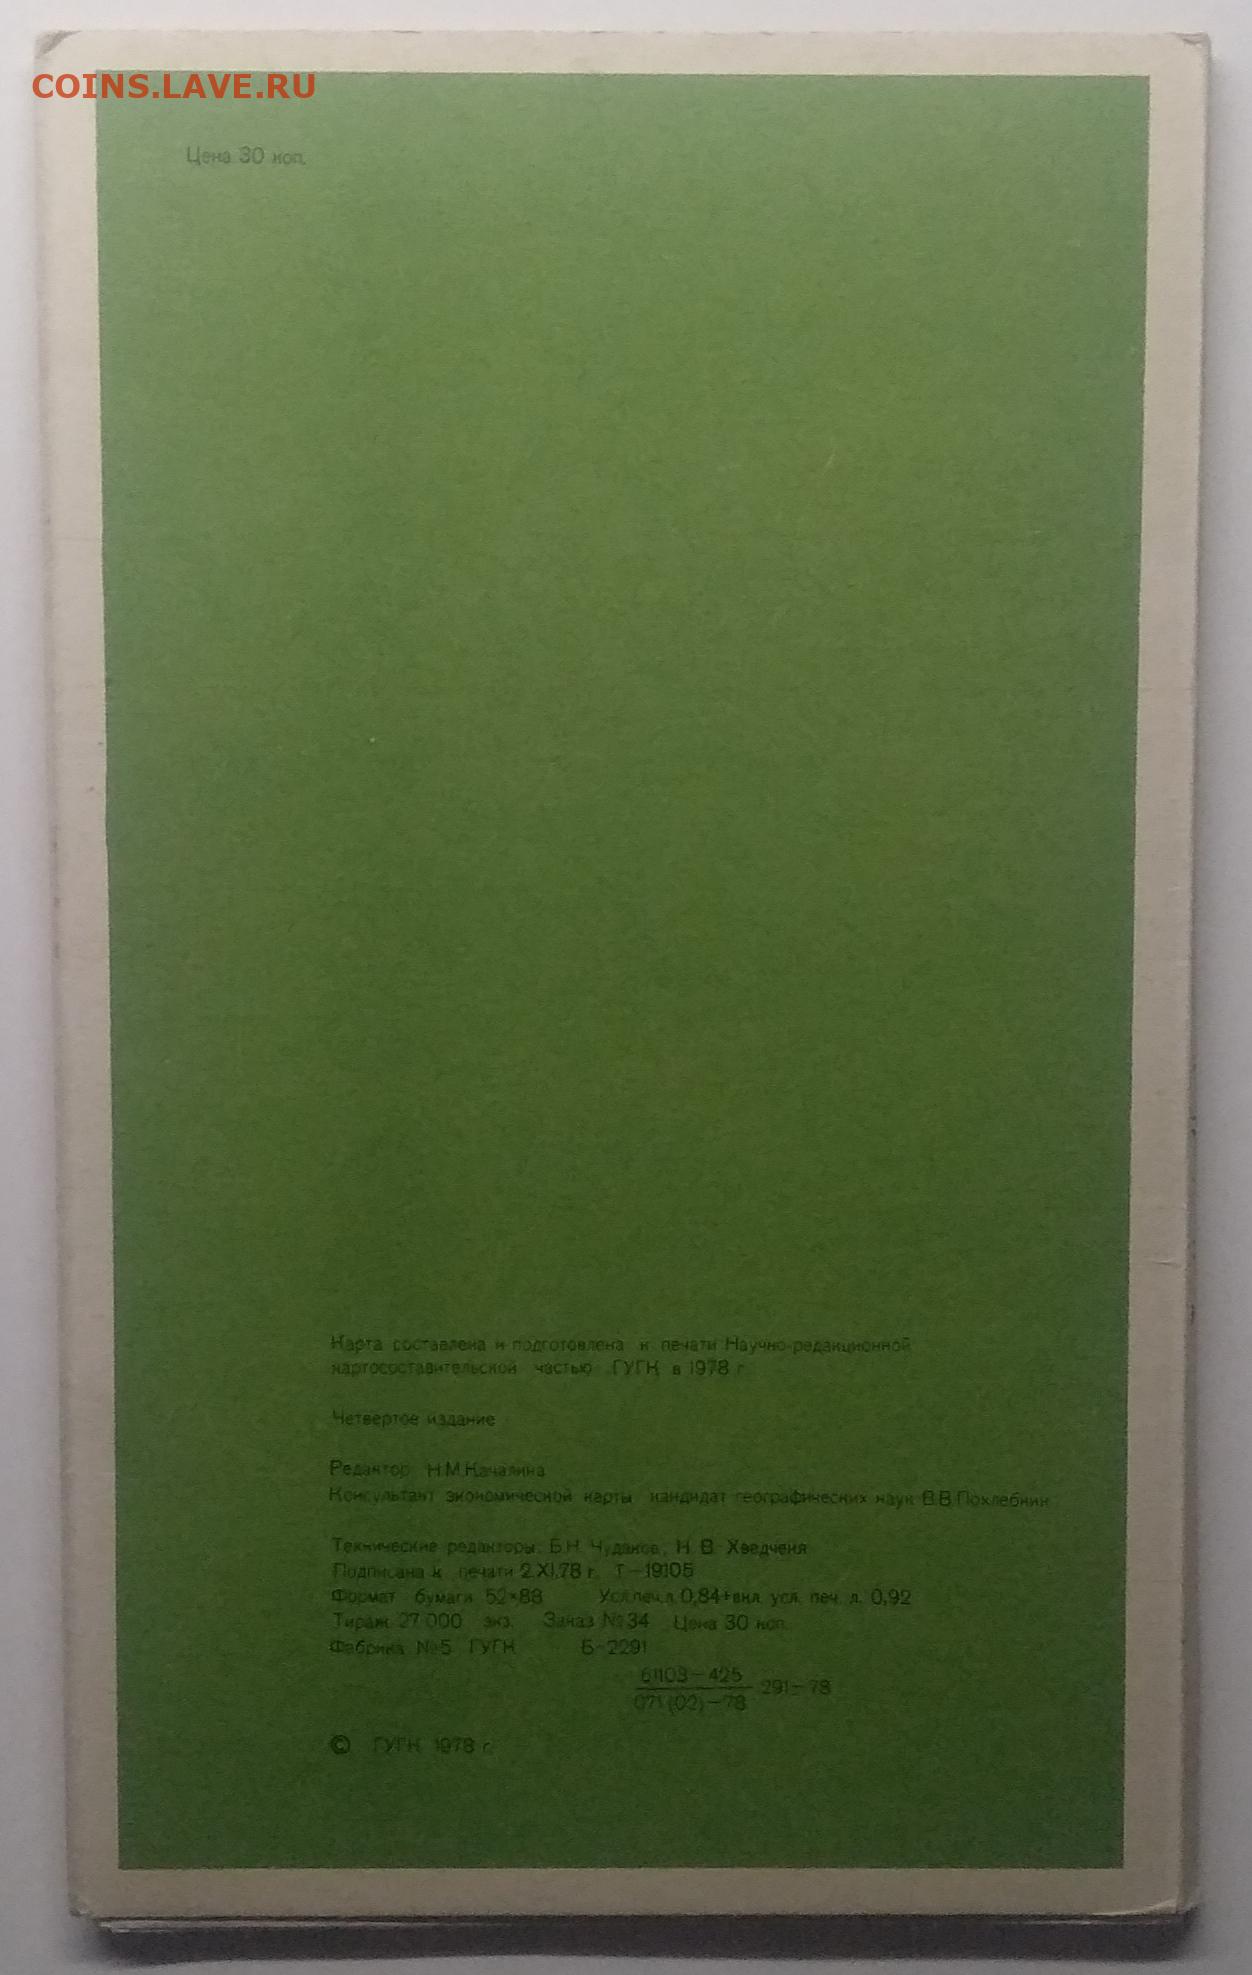 COINS.LAVE.RU
Цена 30 коп.
Карта составлена и подготовлена к печати Научно-редакционной
картосоставительской частью ГУГК в 1978 г.
Четвертое издание
Редактор Н.М.Качалина
Консультант экономической карты кандидат географических наук В.В.Похлебкин
Технические редакторы: Б.Н. Чудаков, Н. В. Хведченя
Подписана к печати 2.XI.78 г. Т-19105
Формат бумаги 52×88 Усл.печ.л. 0,84+вкл. усл. печ. л. 0,92
Тираж 27 000 экз. Заказ №34 Цена 30 коп.
Фабрика №5 ГУГК Б-2291
61103-425
071(02)-78
291-78
© ГУГК 1978 г.